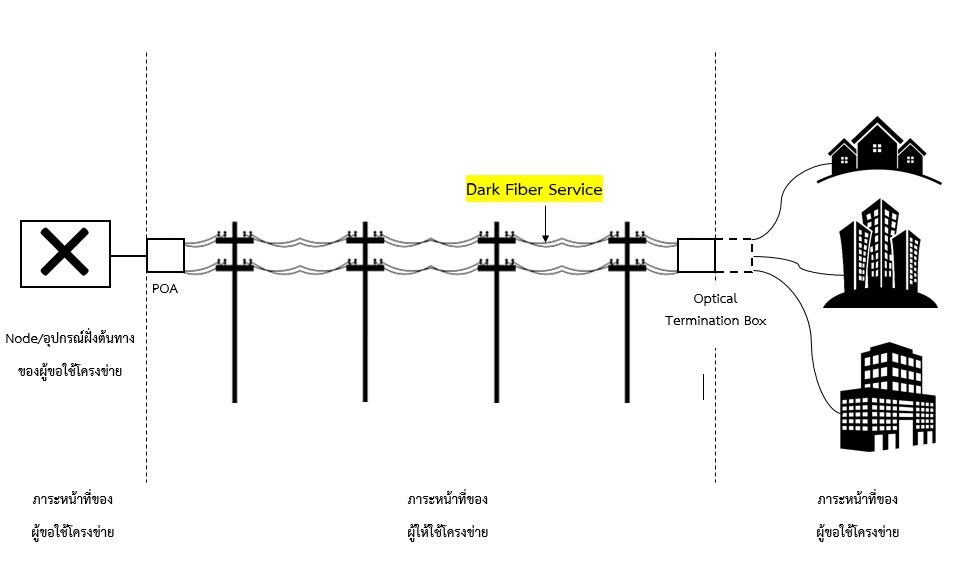 Dark Fiber Service
POA
Optical
Termination Box
Node/อุปกรณ์ฝั่งต้นทาง
ของผู้ขอใช้โครงข่าย
ภาระหน้าที่ของ
ผู้ขอใช้โครงข่าย
ภาระหน้าที่ของ
ผู้ให้ใช้โครงข่าย
ภาระหน้าที่ของ
ผู้ขอใช้โครงข่าย